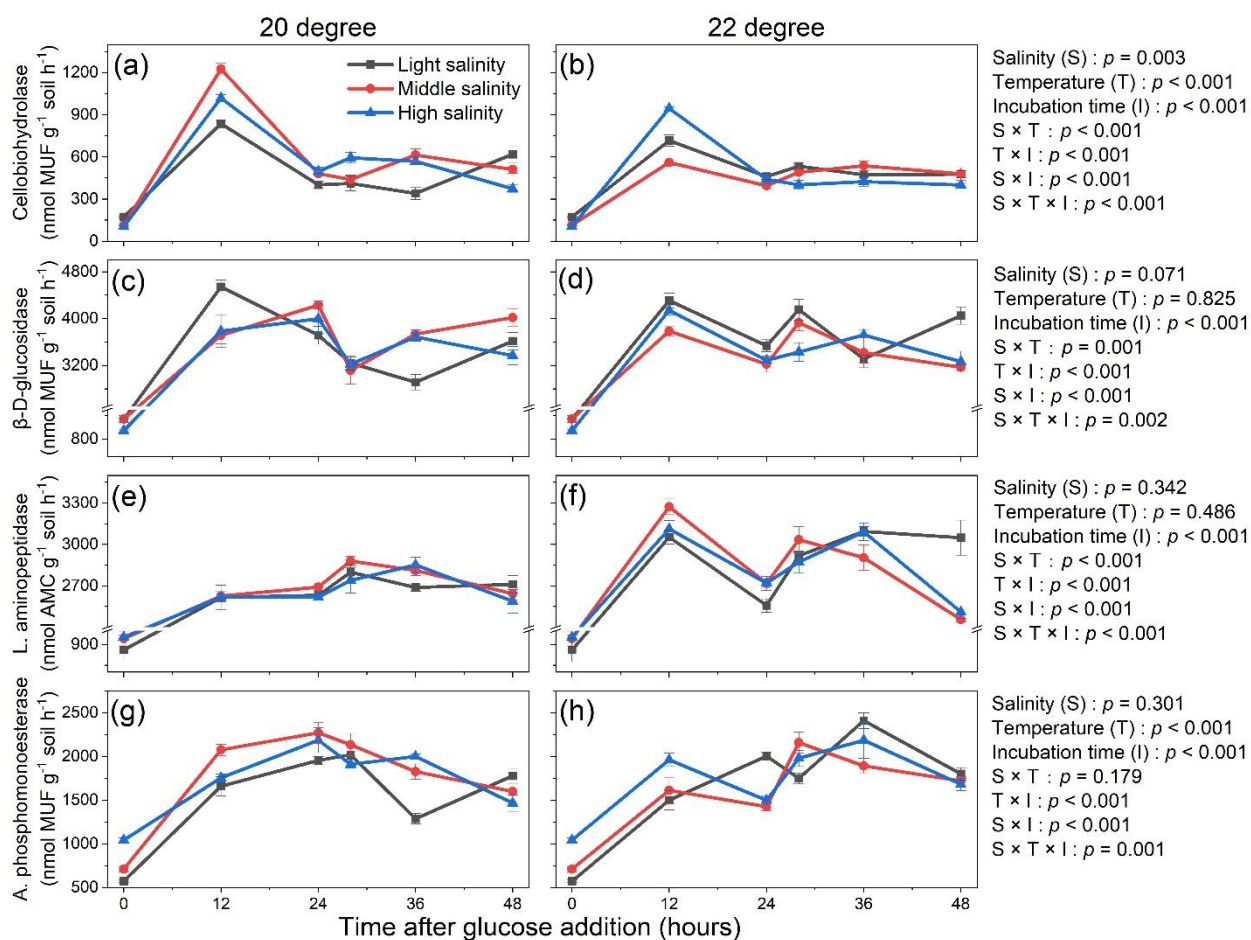 20 degree
22 degree
(a)
Light salinity
Middle salinity
High salinity
1200
900
600
300
0
Cellobiohydrolase
(nmol MUF g⁻¹ soil h⁻¹)
(b)
Salinity (S) : p = 0.003
Temperature (T) : p < 0.001
Incubation time (I) : p < 0.001
S × T : p < 0.001
T × I : p < 0.001
S × I : p < 0.001
S × T × I : p < 0.001
(c)
4800
4000
3200
800
β-D-glucosidase
(nmol MUF g⁻¹ soil h⁻¹)
(d)
Salinity (S) : p = 0.071
Temperature (T) : p = 0.825
Incubation time (I) : p < 0.001
S × T : p = 0.001
T × I : p < 0.001
S × I : p < 0.001
S × T × I : p = 0.002
(e)
3300
3000
2700
900
L. aminopeptidase
(nmol AMC g⁻¹ soil h⁻¹)
(f)
Salinity (S) : p = 0.342
Temperature (T) : p = 0.486
Incubation time (I) : p < 0.001
S × T : p < 0.001
T × I : p < 0.001
S × I : p < 0.001
S × T × I : p < 0.001
(g)
2500
2000
1500
1000
500
A. phosphomonoesterase
(nmol MUF g⁻¹ soil h⁻¹)
(h)
Salinity (S) : p = 0.301
Temperature (T) : p < 0.001
Incubation time (I) : p < 0.001
S × T : p = 0.179
T × I : p < 0.001
S × I : p < 0.001
S × T × I : p = 0.001
0 12 24 36 48
0 12 24 36 48
Time after glucose addition (hours)